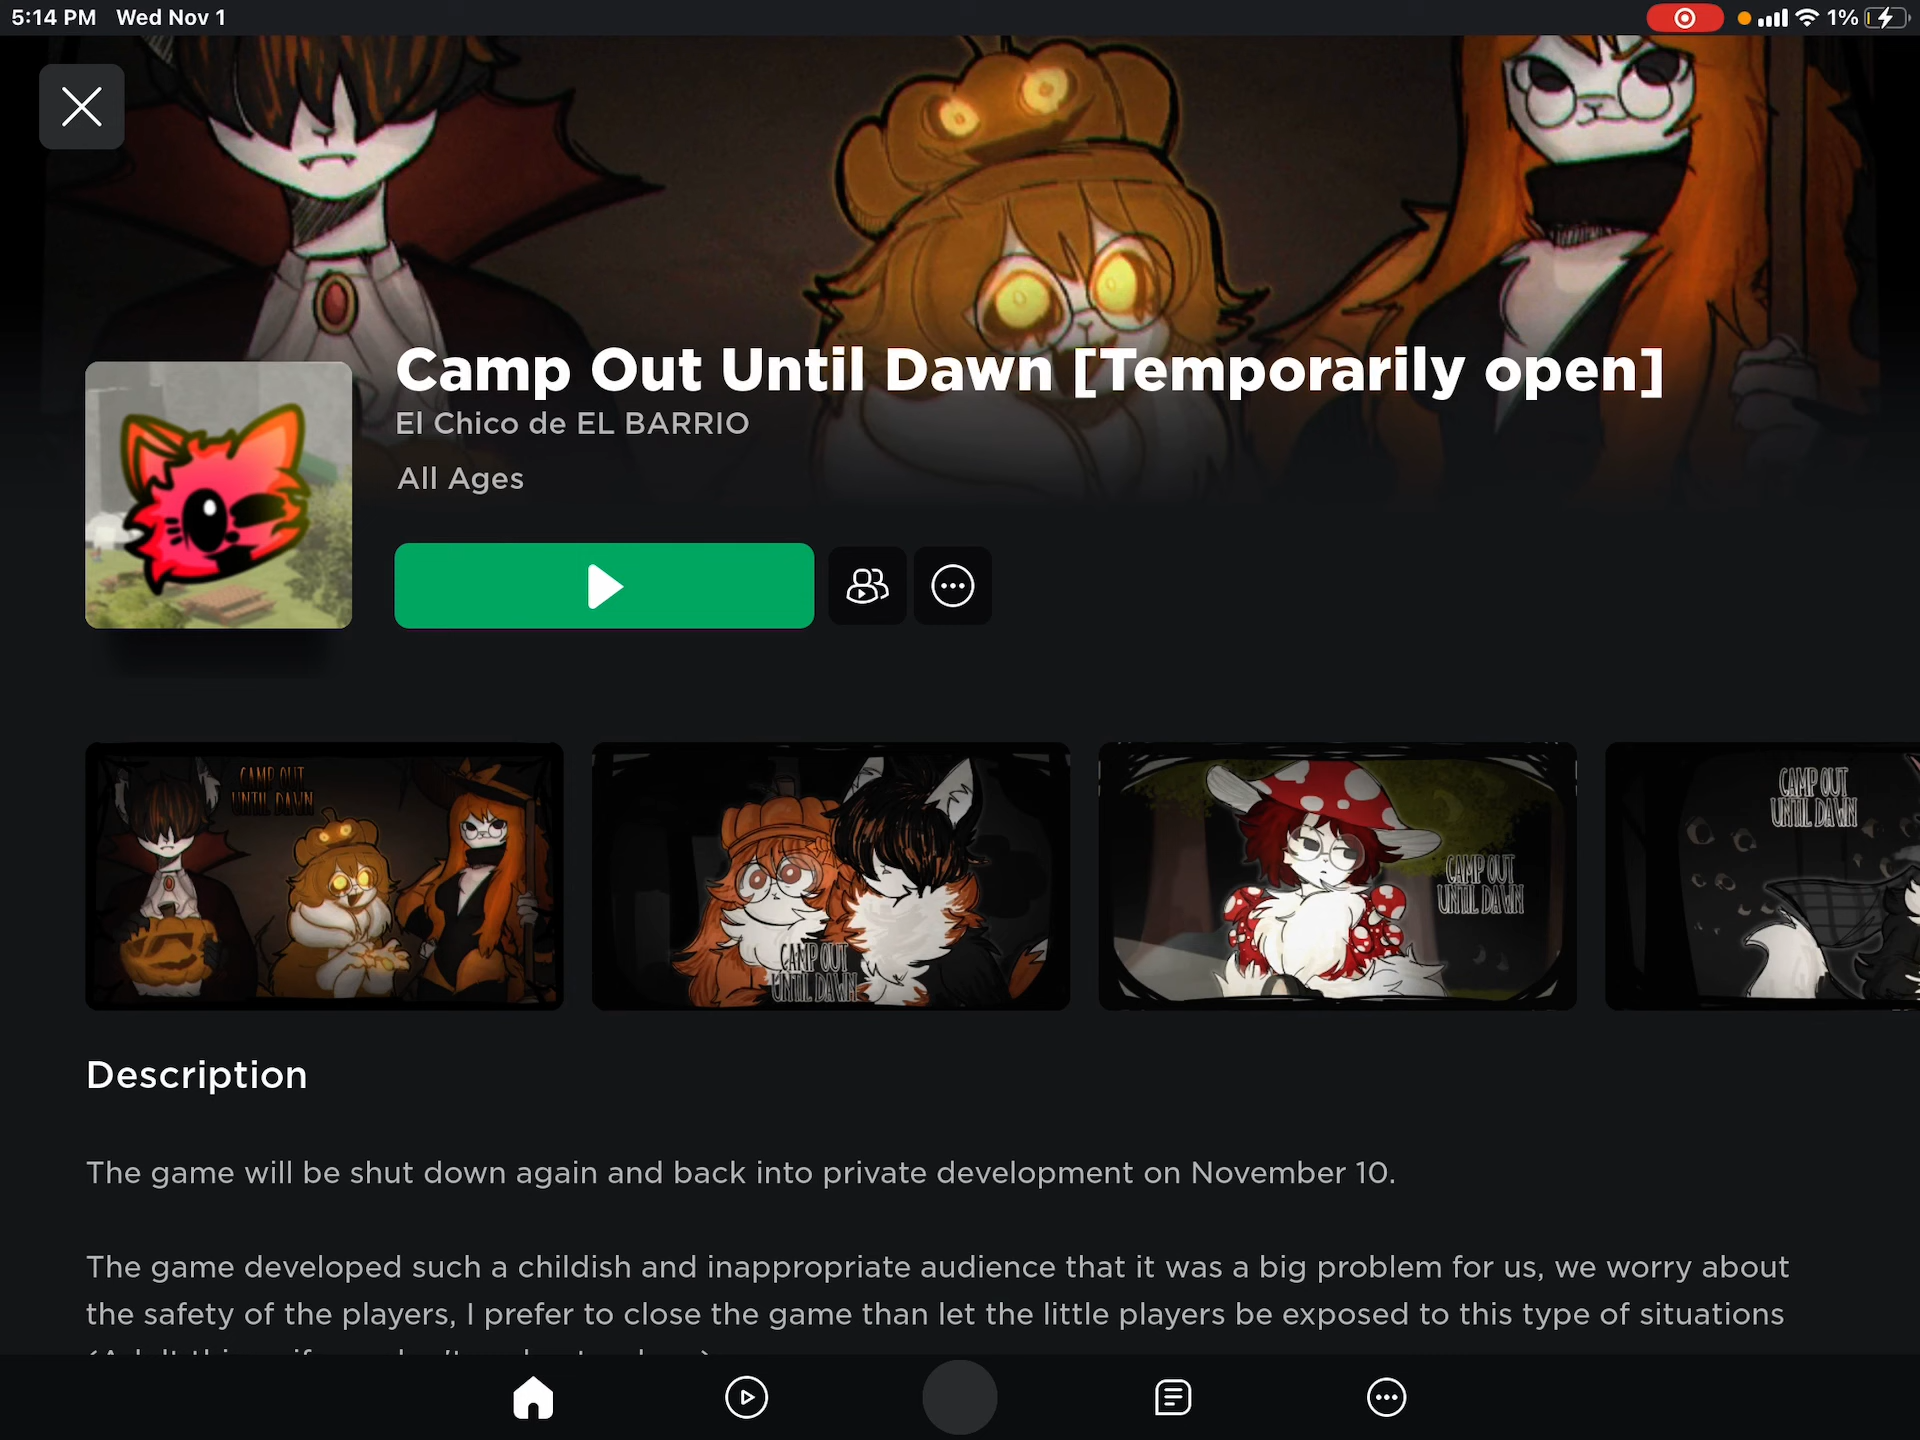 5:14 PM Wed Nov 1
1%
Camp Out Until Dawn [Temporarily open]
El Chico de EL BARRIO
All Ages
CAMP OUT
UNTIL DAWN
CAMP OUT
UNTIL DAWN
CAMP OUT
UNTIL DAWN
CAMP OUT
UNTIL DAWN
Description
The game will be shut down again and back into private development on November 10.
The game developed such a childish and inappropriate audience that it was a big problem for us, we worry about
the safety of the players, I prefer to close the game than let the little players be exposed to this type of situations